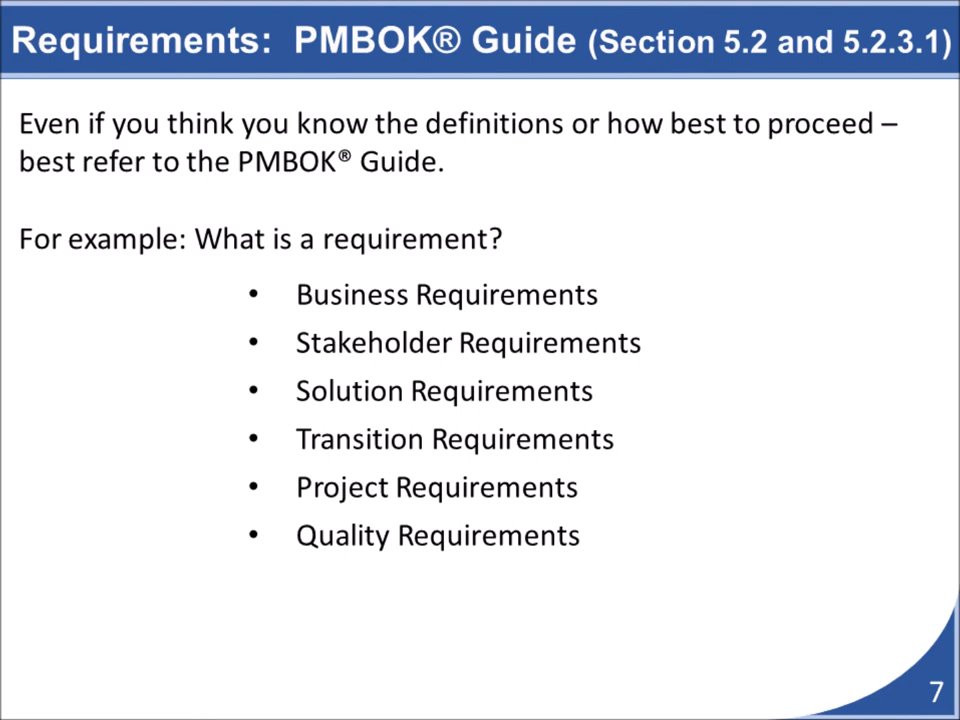 Requirements: PMBOK® Guide (Section 5.2 and 5.2.3.1)
Even if you think you know the definitions or how best to proceed –
best refer to the PMBOK® Guide.
For example: What is a requirement?
• Business Requirements
• Stakeholder Requirements
• Solution Requirements
• Transition Requirements
• Project Requirements
• Quality Requirements
7